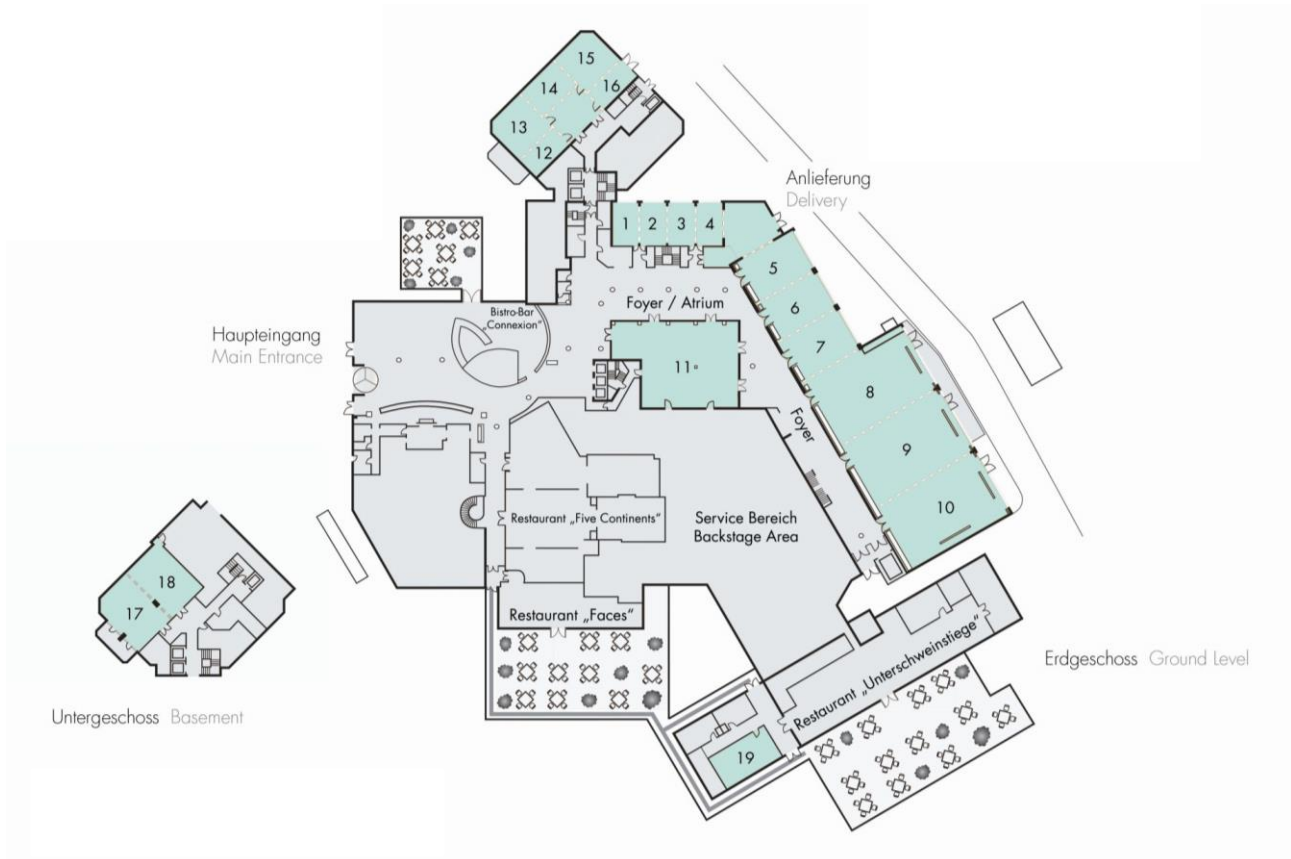 15
14
16
13
12
Anlieferung
Delivery
1 2 3 4
5
6
7
8
9
10
Foyer / Atrium
Bistro-Bar
„Connexion“
Haupteingang
Main Entrance
11
Foyer
Restaurant „Five Continents“
Service Bereich
Backstage Area
Restaurant „Faces“
18
17
Untergeschoss Basement
Restaurant „Unterschweinstiege“
Erdgeschoss Ground Level
19